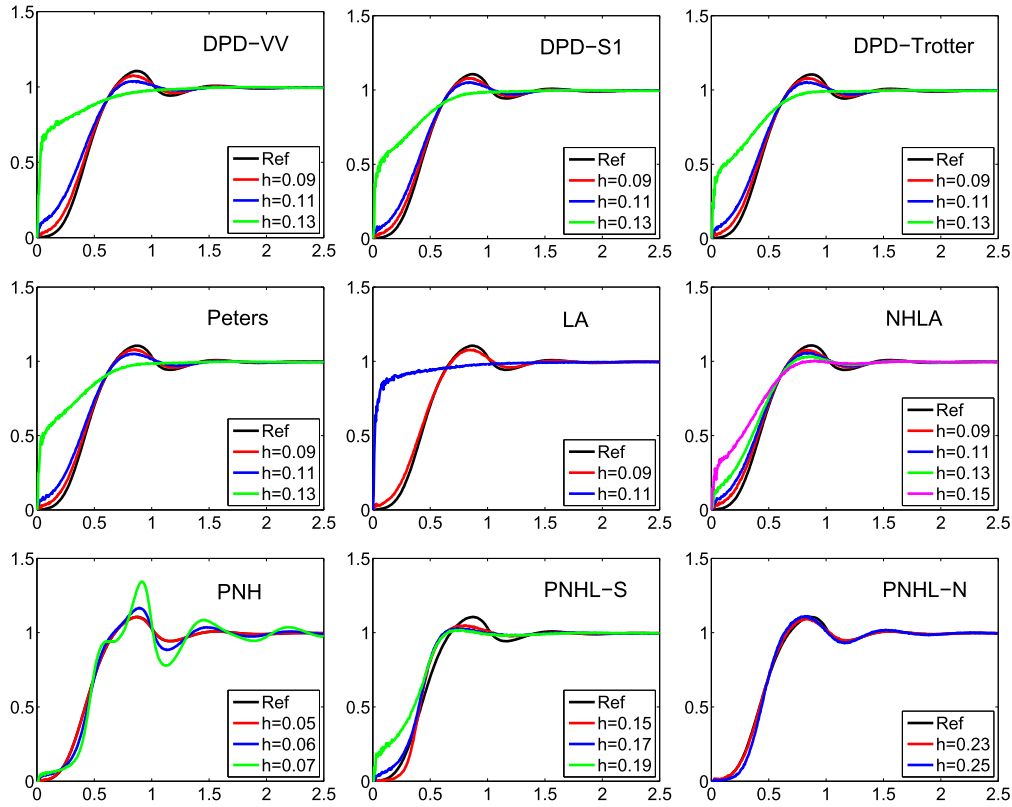 DPD−VV
1.5
1
0.5
0
Ref
h=0.09
h=0.11
h=0.13
0 0.5 1 1.5 2 2.5
DPD−S1
1.5
1
0.5
0
Ref
h=0.09
h=0.11
h=0.13
0 0.5 1 1.5 2 2.5
DPD−Trotter
1.5
1
0.5
0
Ref
h=0.09
h=0.11
h=0.13
0 0.5 1 1.5 2 2.5
Peters
1.5
1
0.5
0
Ref
h=0.09
h=0.11
h=0.13
0 0.5 1 1.5 2 2.5
LA
1.5
1
0.5
0
Ref
h=0.09
h=0.11
0 0.5 1 1.5 2 2.5
NHLA
1.5
1
0.5
0
Ref
h=0.09
h=0.11
h=0.13
h=0.15
0 0.5 1 1.5 2 2.5
PNH
1.5
1
0.5
0
Ref
h=0.05
h=0.06
h=0.07
0 0.5 1 1.5 2 2.5
PNHL−S
1.5
1
0.5
0
Ref
h=0.15
h=0.17
h=0.19
0 0.5 1 1.5 2 2.5
PNHL−N
1.5
1
0.5
0
Ref
h=0.23
h=0.25
0 0.5 1 1.5 2 2.5